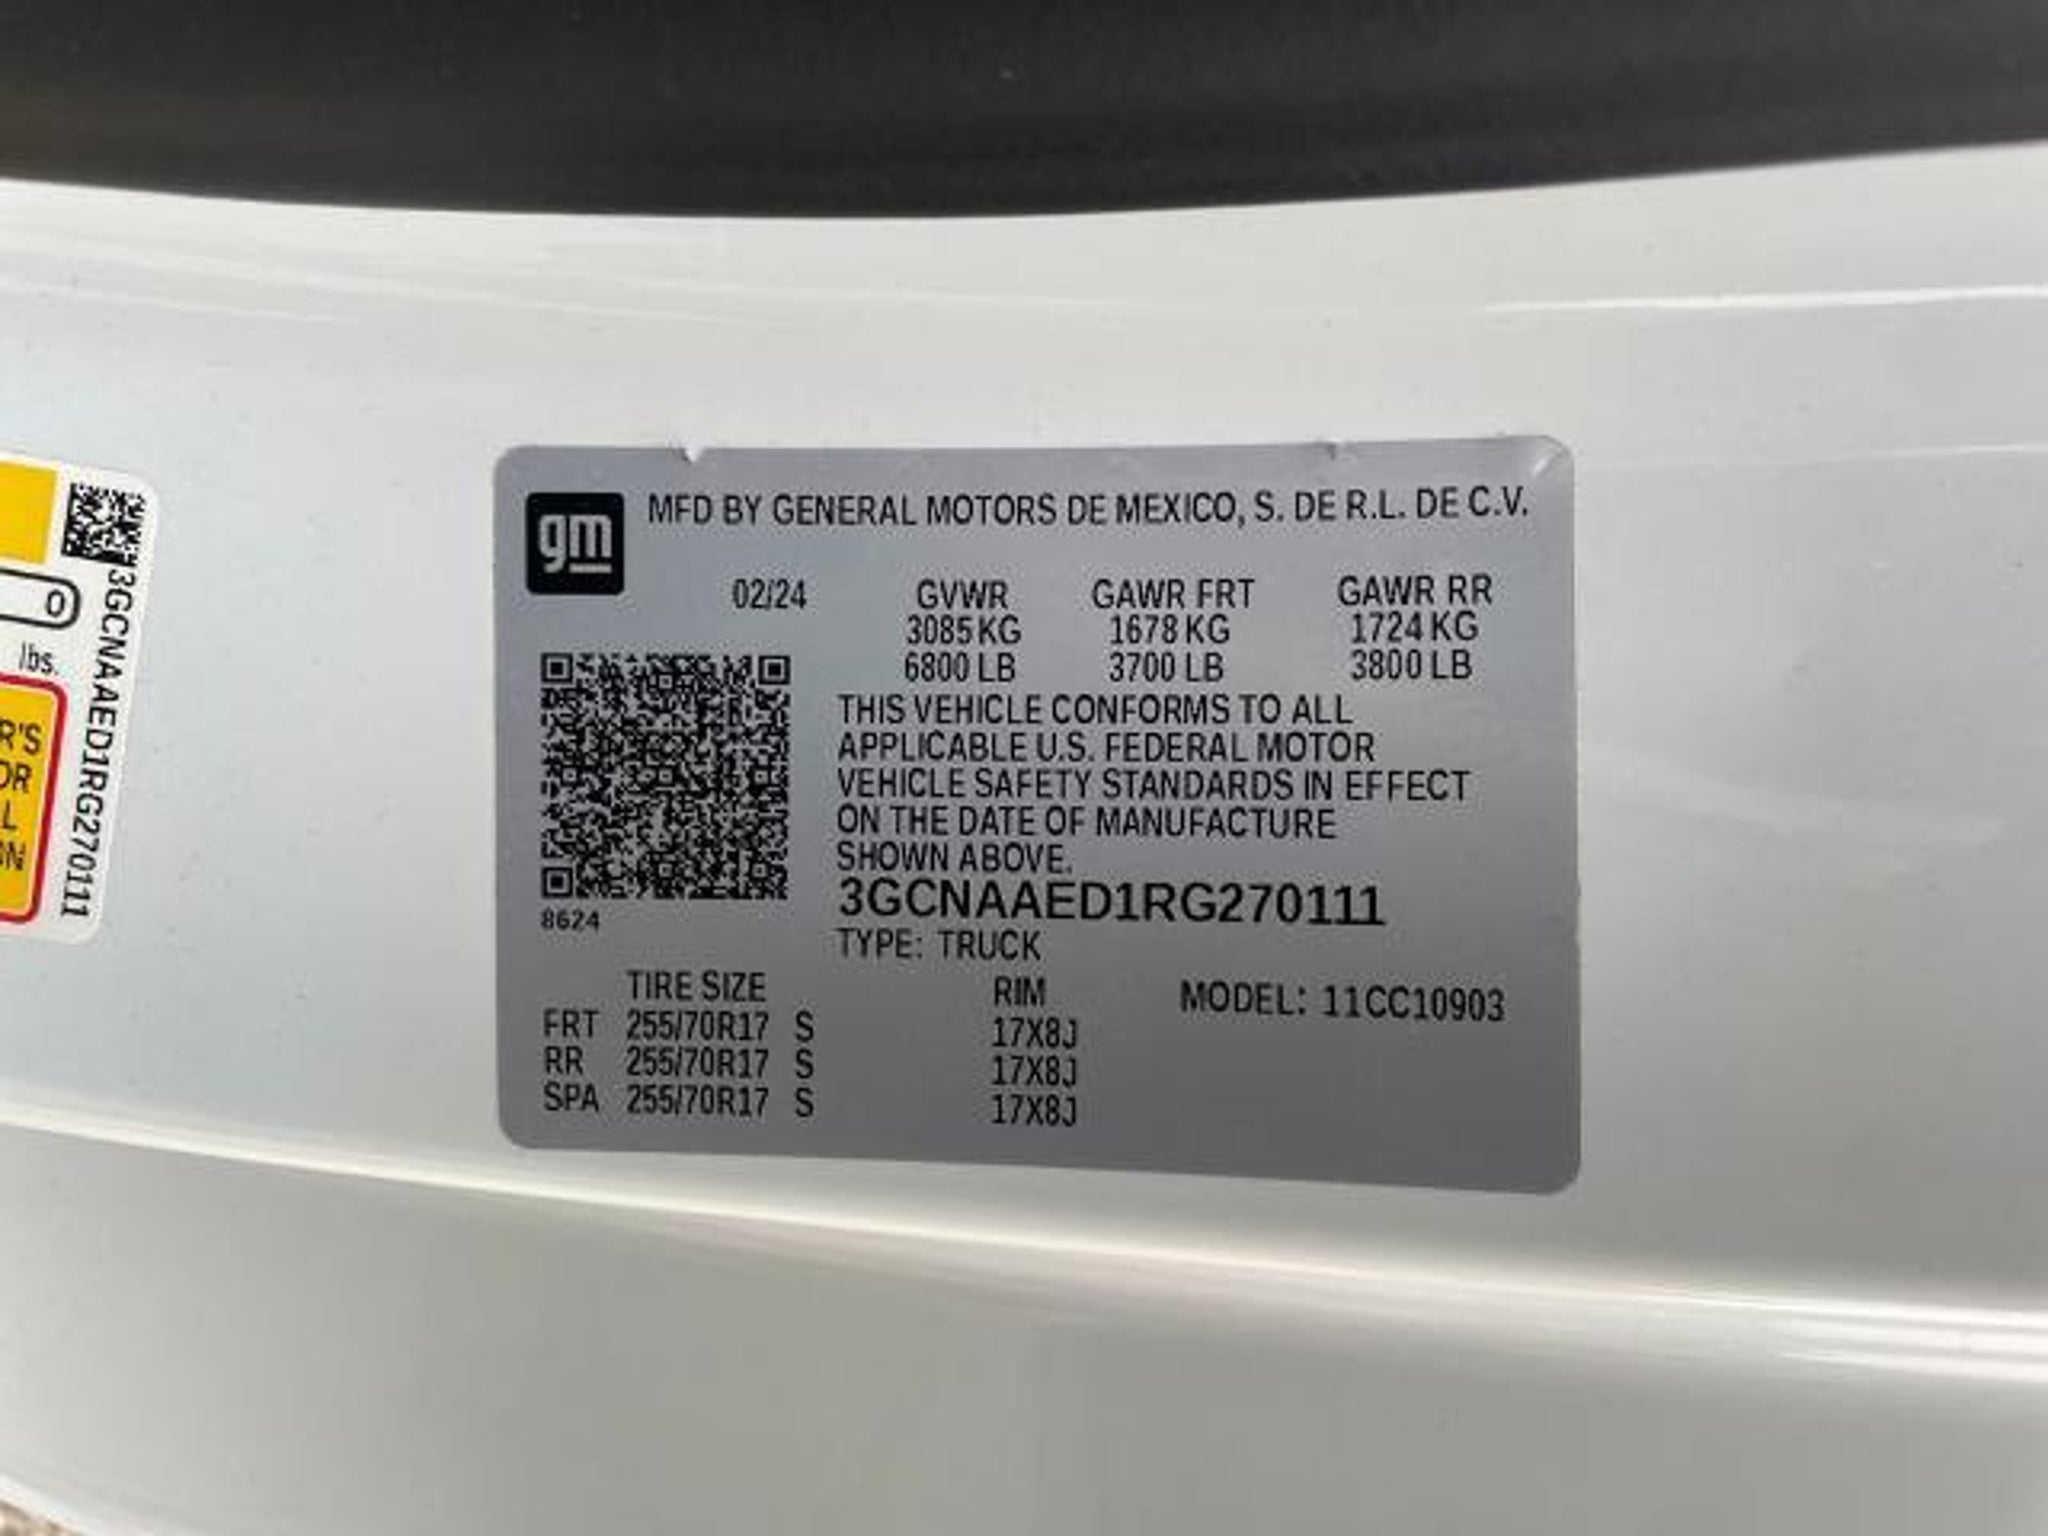 gm
MFD BY GENERAL MOTORS DE MEXICO, S. DE R.L. DE C.V.
02/24 GVWR GAWR FRT GAWR RR
3085 KG 1678 KG 1724 KG
6800 LB 3700 LB 3800 LB
THIS VEHICLE CONFORMS TO ALL
APPLICABLE U.S. FEDERAL MOTOR
VEHICLE SAFETY STANDARDS IN EFFECT
ON THE DATE OF MANUFACTURE
SHOWN ABOVE.
3GCNAAED1RG270111
8624
TYPE: TRUCK
TIRE SIZE RIM MODEL: 11CC10903
FRT 255/70R17 S 17X8J
RR 255/70R17 S 17X8J
SPA 255/70R17 S 17X8J
0
lbs.
R'S
OR
L
ON
3GCNAAED1RG270111